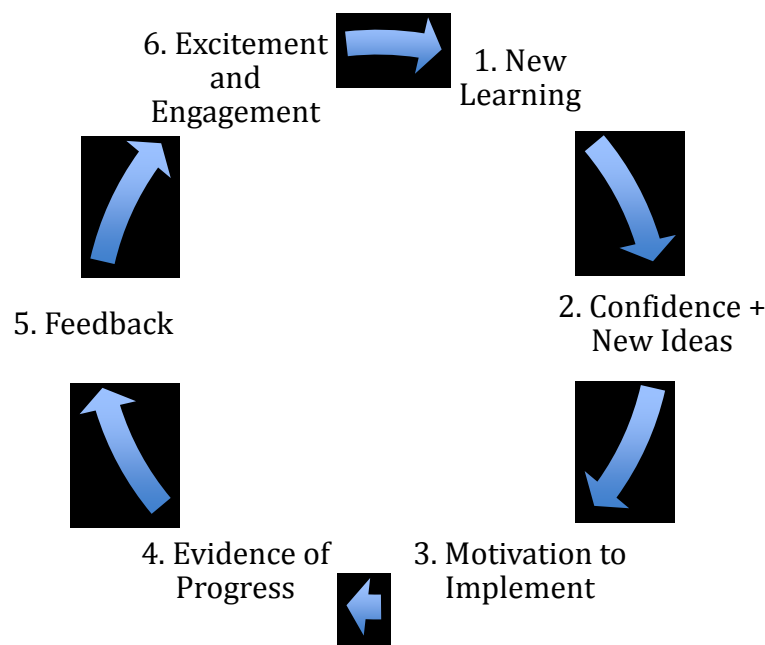 6. Excitement
and
Engagement
1. New
Learning
2. Confidence +
New Ideas
3. Motivation to
Implement
4. Evidence of
Progress
5. Feedback